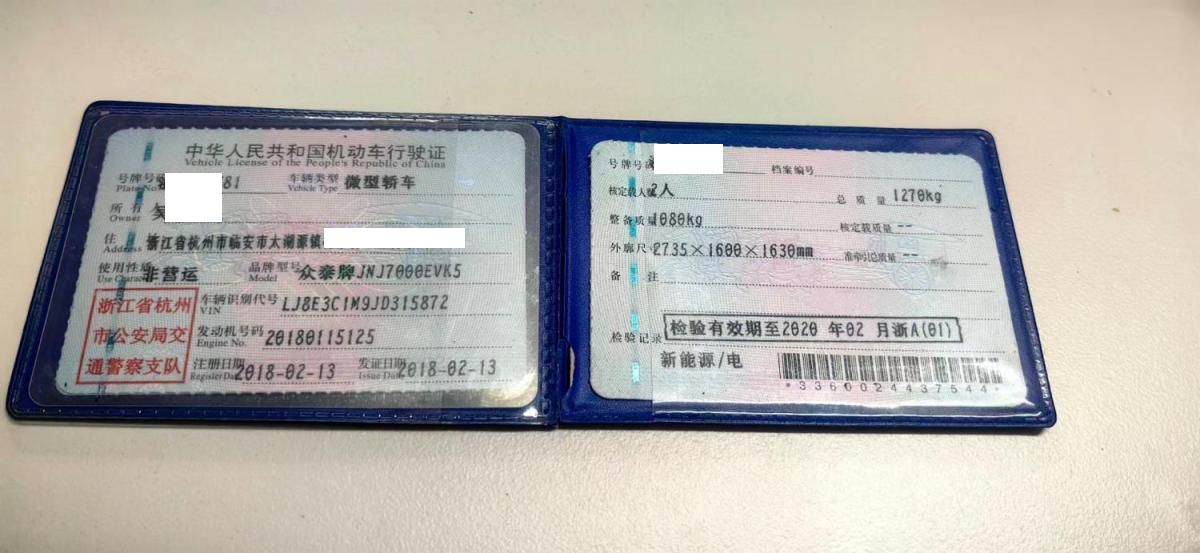 中华人民共和国机动车行驶证
Vehicle License of the People's Republic of China
号牌号 81 车辆类型 微型轿车
Plate No. Vehicle Type
所有 吴
Owner
住 浙江省杭州市临安市太湖源镇
Address
使用性质 非营运 品牌型号 众泰牌JNJ7000EVK5
Use Charac Model
浙江省杭州
市公安局交
通警察支队
车辆识别代号 LJ8E3C1M9JD315872
VIN
发动机号码 20180115125
Engine No.
注册日期 2018-02-13 发证日期 2018-02-13
Register Date Issue Date
号牌号码 档案编号
核定载人数 2人 总质量 1270kg
整备质量 1080kg 核定载质量 --
外廓尺寸 2735×1600×1630mm 准牵引总质量 --
备注
检验记录 检验有效期至2020 年02 月浙A(01)
新能源/电
*3360024437544*